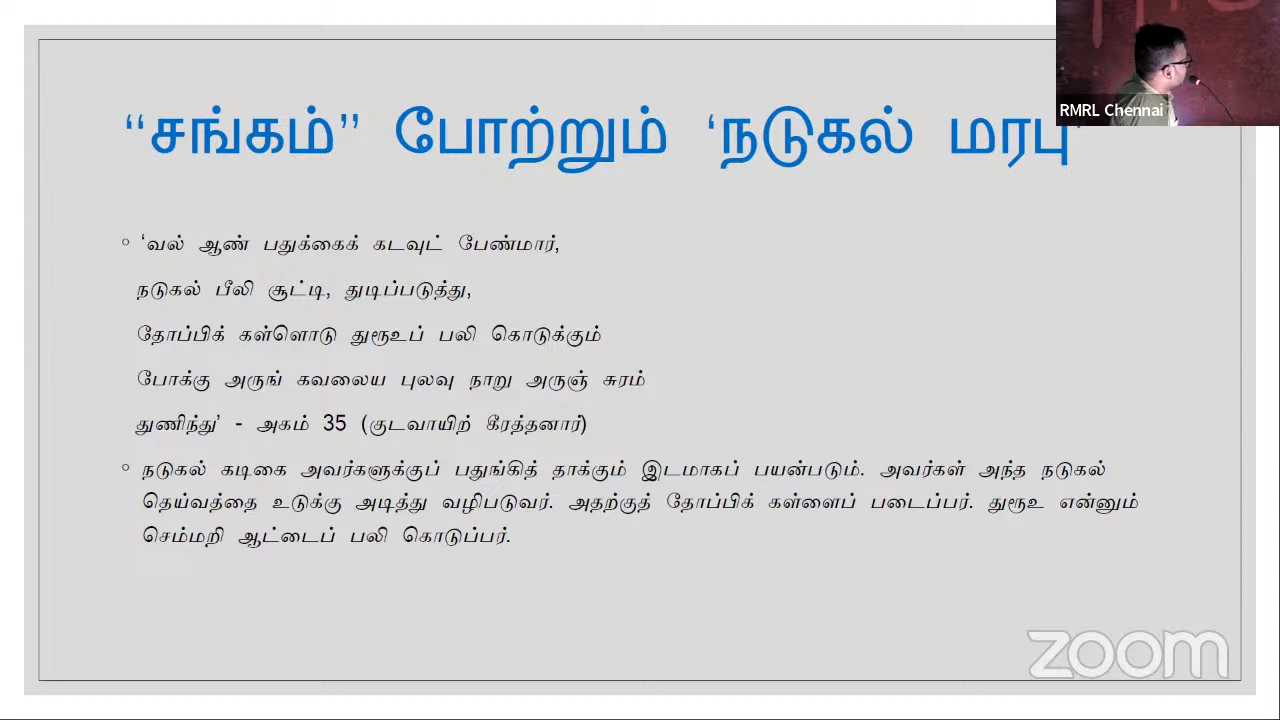 “சங்கம்” போற்றும் ‘நடுகல் மரபு’
RMRL Chennai
◦ ‘வல் ஆண் பதுக்கைக் கடவுட் பேண்மார்,
நடுகல் பீலி சூட்டி, துடிப்படுத்து,
தோப்பிக் கள்ளொடு துரூஉப் பலி கொடுக்கும்
போக்கு அருங் கவலைய புலவு நாறு அருஞ் சுரம்
துணிந்து’ - அகம் 35 (குடவாயிற் கீரத்தனார்)
◦ நடுகல் கடிகை அவர்களுக்குப் பதுங்கித் தாக்கும் இடமாகப் பயன்படும். அவர்கள் அந்த நடுகல்
தெய்வத்தை உடுக்கு அடித்து வழிபடுவர். அதற்குத் தோப்பிக் கள்ளைப் படைப்பர். துரூஉ என்னும்
செம்மறி ஆட்டைப் பலி கொடுப்பர்.
zoom